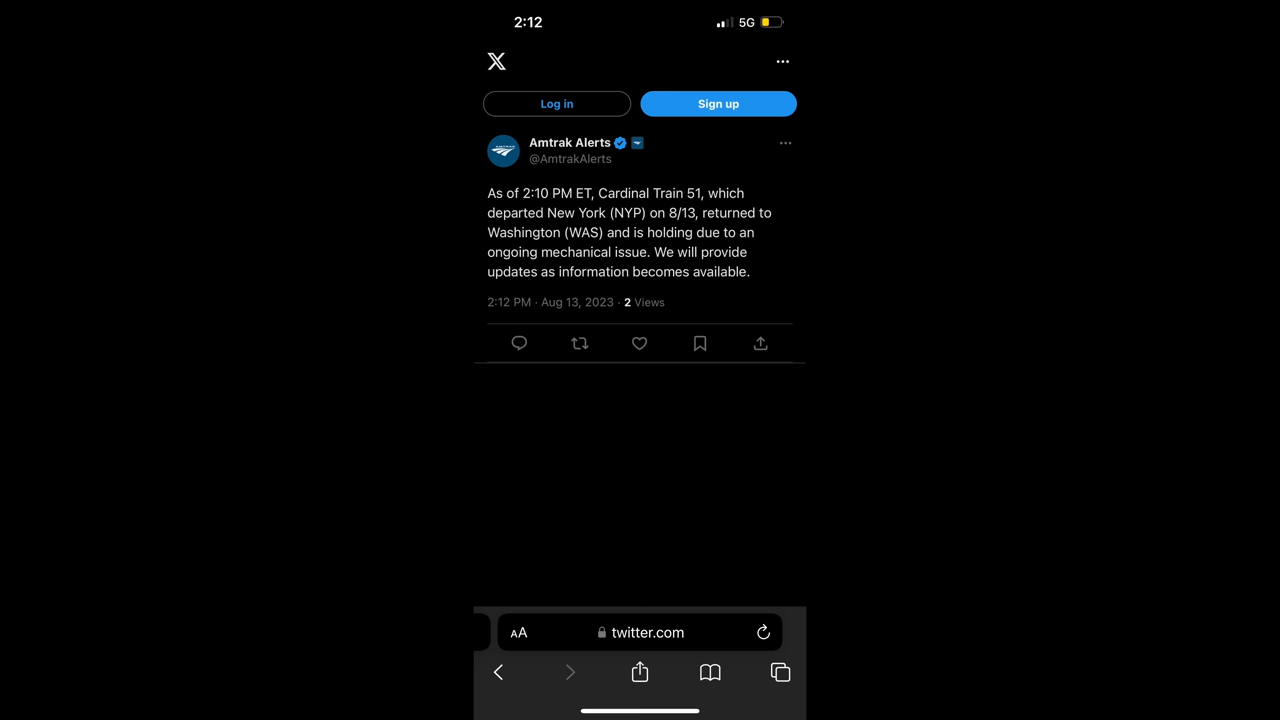 2:12
5G
X
Log in
Sign up
Amtrak Alerts
@AmtrakAlerts
As of 2:10 PM ET, Cardinal Train 51, which
departed New York (NYP) on 8/13, returned to
Washington (WAS) and is holding due to an
ongoing mechanical issue. We will provide
updates as information becomes available.
2:12 PM · Aug 13, 2023 · 2 Views
AA
twitter.com